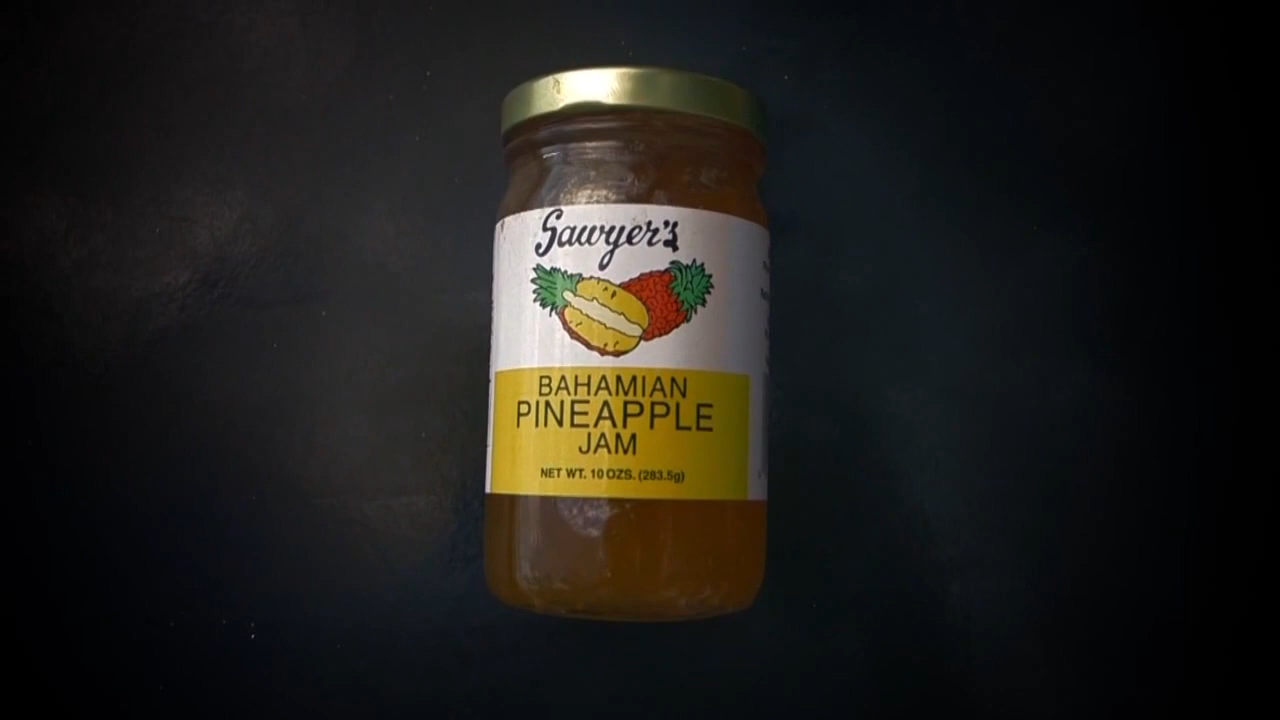 Sawyer's
BAHAMIAN
PINEAPPLE
JAM
NET WT. 10 OZS. (283.5g)